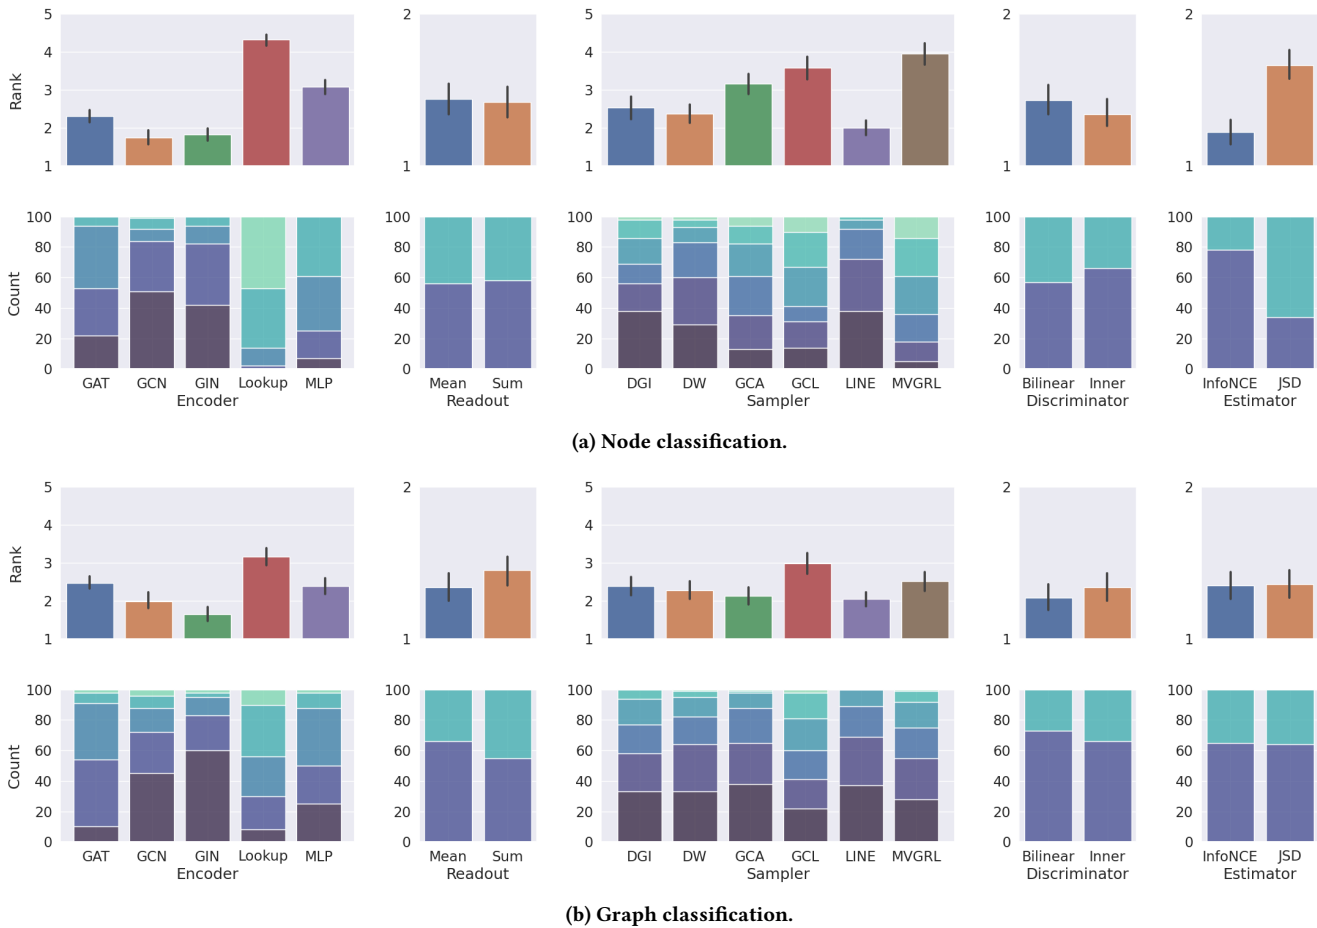 5 2 5 2 2
4 4
Rank 3 3
2 2
1 1 1 1 1
100 100 100 100 100
80 80 80 80 80
Count 60 60 60 60 60
40 40 40 40 40
20 20 20 20 20
0 0 0 0 0
GAT GCN GIN Lookup MLP Mean Sum DGI DW GCA GCL LINE MVGRL Bilinear Inner InfoNCE JSD
Encoder Readout Sampler Discriminator Estimator
(a) Node classification.
5 2 5 2 2
4 4
Rank 3 3
2 2
1 1 1 1 1
100 100 100 100 100
80 80 80 80 80
Count 60 60 60 60 60
40 40 40 40 40
20 20 20 20 20
0 0 0 0 0
GAT GCN GIN Lookup MLP Mean Sum DGI DW GCA GCL LINE MVGRL Bilinear Inner InfoNCE JSD
Encoder Readout Sampler Discriminator Estimator
(b) Graph classification.